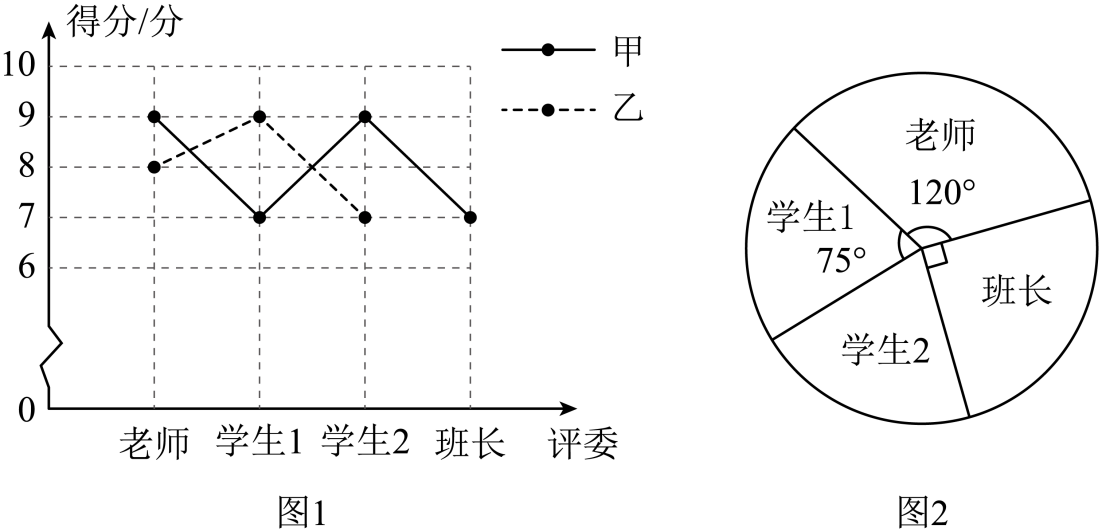 得分/分
10
9
8
7
6
0
老师 学生1 学生2 班长 评委
甲
乙
图1
老师
120°
学生1
75°
班长
学生2
图2